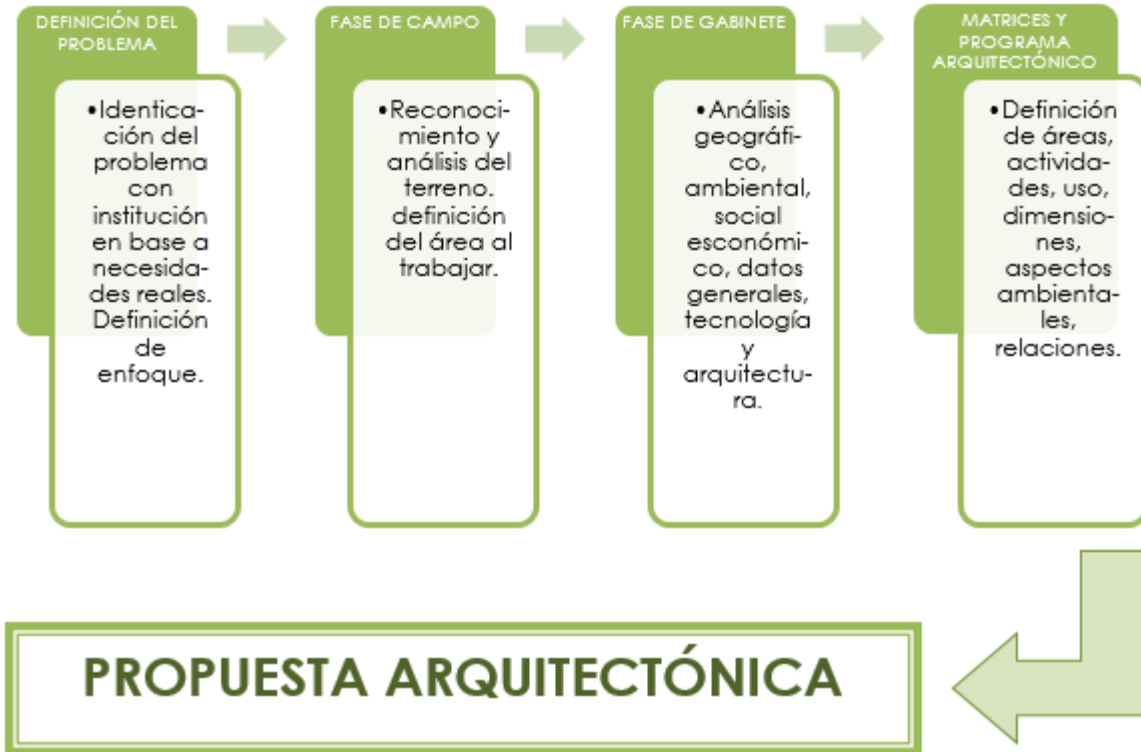 DEFINICIÓN DEL
PROBLEMA
•Identica-
ción del
problema
con
institución
en base a
necesida-
des reales.
Definición
de
enfoque.
FASE DE CAMPO
•Reconoci-
miento y
análisis del
terreno.
definición
del área al
trabajar.
FASE DE GABINETE
•Análisis
geográfi-
co,
ambiental,
social
esconómi-
co, datos
generales,
tecnología
y
arquitectu-
ra.
MATRICES Y
PROGRAMA
ARQUITECTÓNICO
•Definición
de áreas,
activida-
des, uso,
dimensio-
nes,
aspectos
ambienta-
les,
relaciones.
PROPUESTA ARQUITECTÓNICA